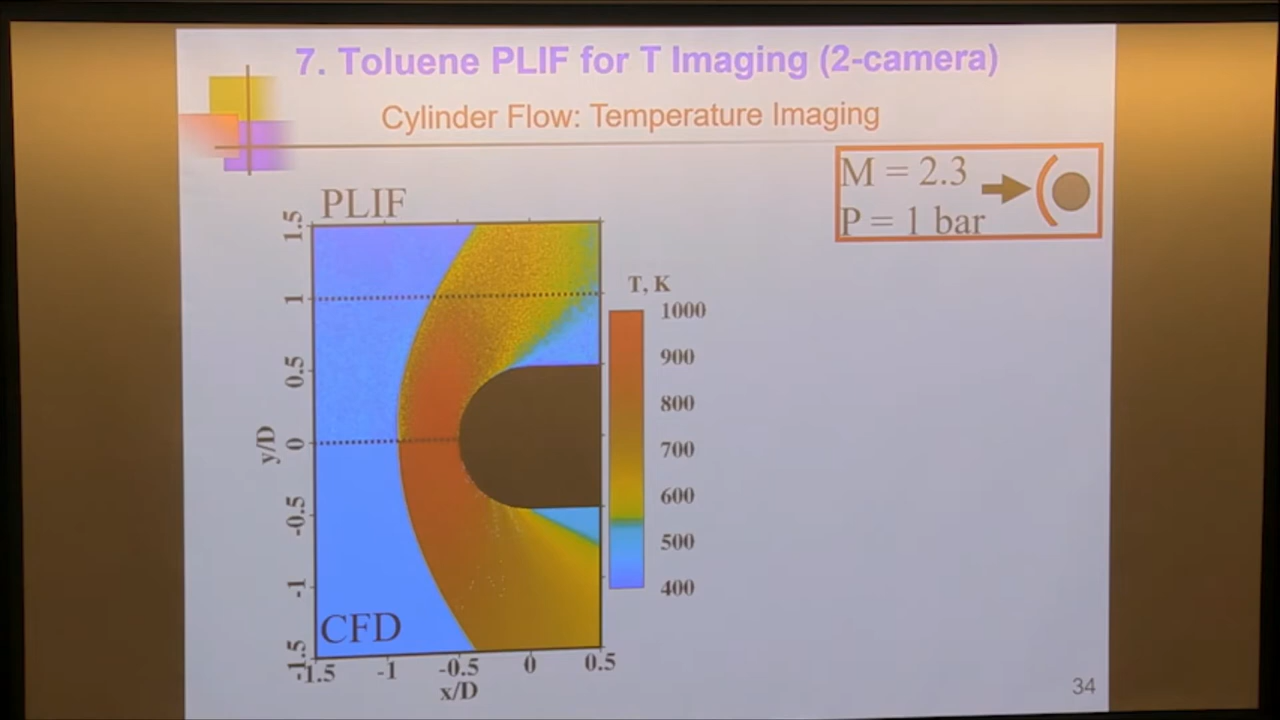 7. Toluene PLIF for T Imaging (2-camera)
Cylinder Flow: Temperature Imaging
M = 2.3
P = 1 bar
PLIF
T, K
1000
900
800
700
600
500
400
1.5
1
0.5
0
-0.5
-1
-1.5
y/D
CFD
-1.5
-1
-0.5
0
0.5
x/D
34